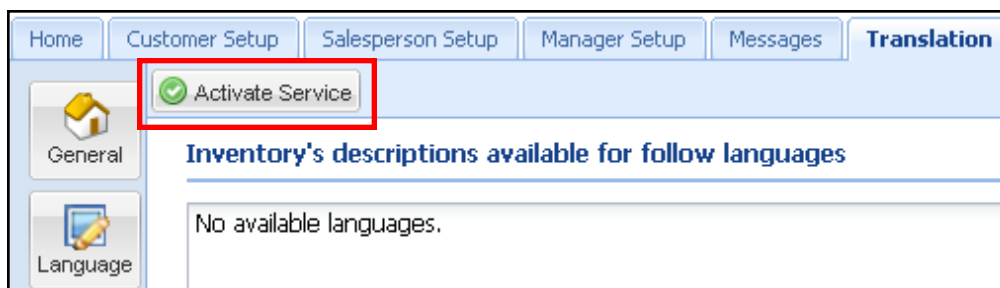 Home Customer Setup Salesperson Setup Manager Setup Messages Translation
Activate Service
General
Inventory's descriptions available for follow languages
No available languages.
Language